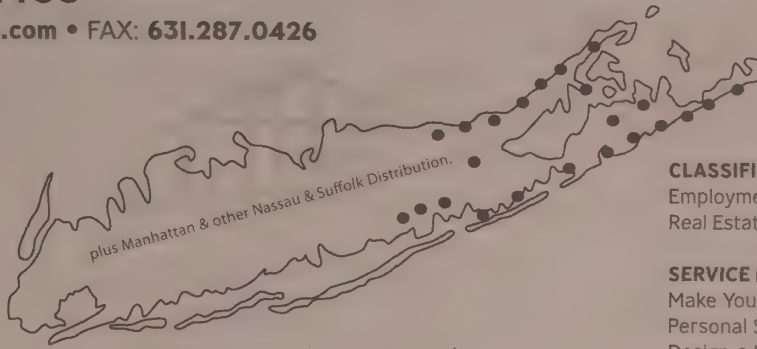 .com • FAX: 631.287.0426
plus Manhattan & other Nassau & Suffolk Distribution.
CLASSIFI
Employme
Real Estat
SERVICE
Make You
Personal S